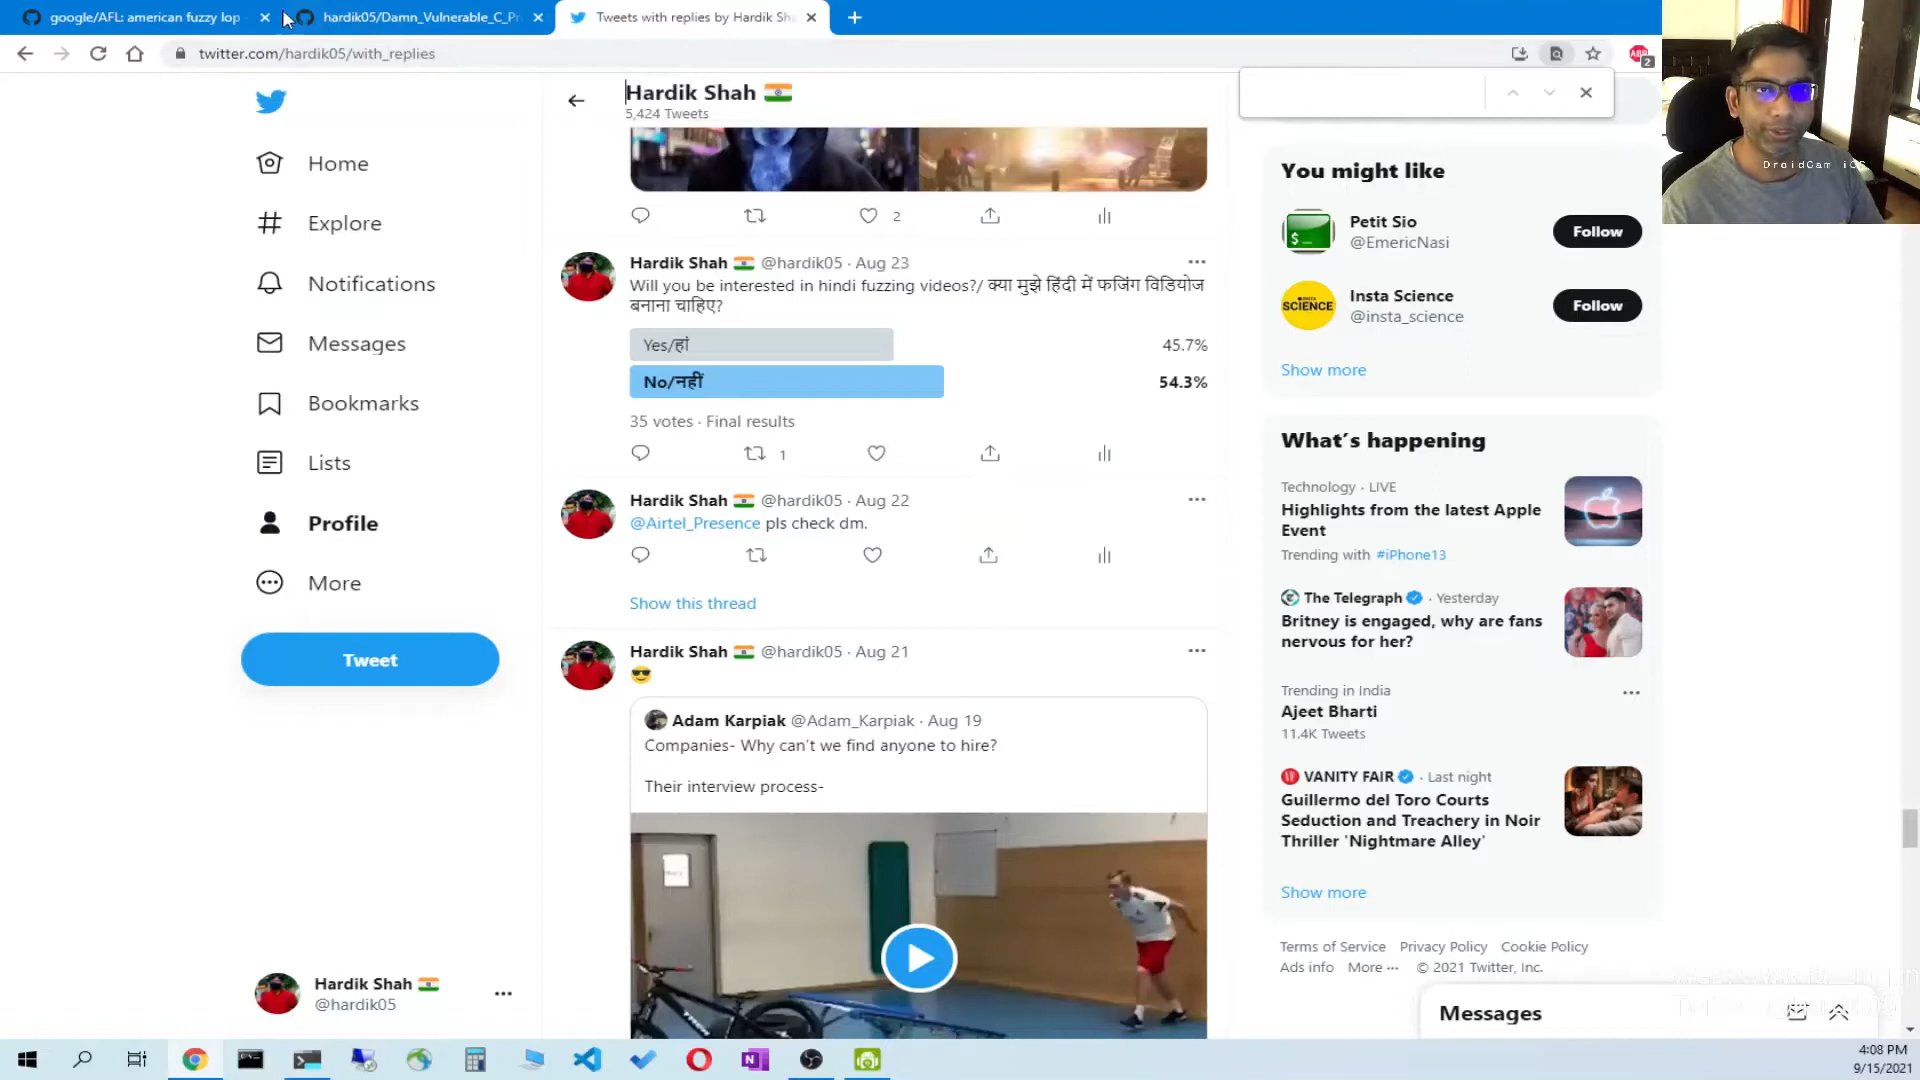 google/AFL: american fuzzy lop
hardik05/Damn_Vulnerable_C_Pr
Tweets with replies by Hardik Sh
twitter.com/hardik05/with_replies
ABP
2
DroidCam iOS
Hardik Shah 🇮🇳
5,424 Tweets
Home
Explore
Notifications
Messages
Bookmarks
Lists
Profile
More
Tweet
Hardik Shah 🇮🇳
@hardik05
2
Hardik Shah 🇮🇳 @hardik05 · Aug 23
Will you be interested in hindi fuzzing videos?/ क्या मुझे हिंदी में फजिंग विडियोज
बनाना चाहिए?
Yes/हां 45.7%
No/नहीं 54.3%
35 votes · Final results
1
Hardik Shah 🇮🇳 @hardik05 · Aug 22
@Airtel_Presence pls check dm.
Show this thread
Hardik Shah 🇮🇳 @hardik05 · Aug 21
😎
Adam Karpiak @Adam_Karpiak · Aug 19
Companies- Why can't we find anyone to hire?
Their interview process-
You might like
Petit Sio
@EmericNasi
Follow
SCIENCE
Insta Science
@insta_science
Follow
Show more
What's happening
Technology · LIVE
Highlights from the latest Apple
Event
Trending with #iPhone13
The Telegraph · Yesterday
Britney is engaged, why are fans
nervous for her?
Trending in India
Ajeet Bharti
11.4K Tweets
VANITY FAIR · Last night
Guillermo del Toro Courts
Seduction and Treachery in Noir
Thriller 'Nightmare Alley'
Show more
Terms of Service Privacy Policy Cookie Policy
Ads info More ··· © 2021 Twitter, Inc.
Messages
4:08 PM
9/15/2021